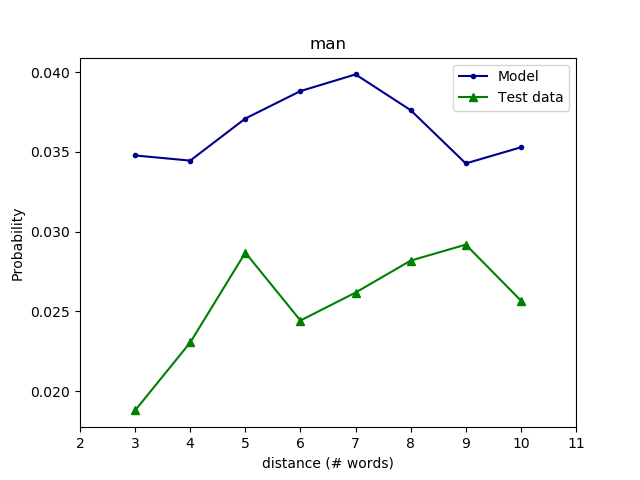 man
Model
Test data
0.040
0.035
0.030
0.025
0.020
Probability
2 3 4 5 6 7 8 9 10 11
distance (# words)